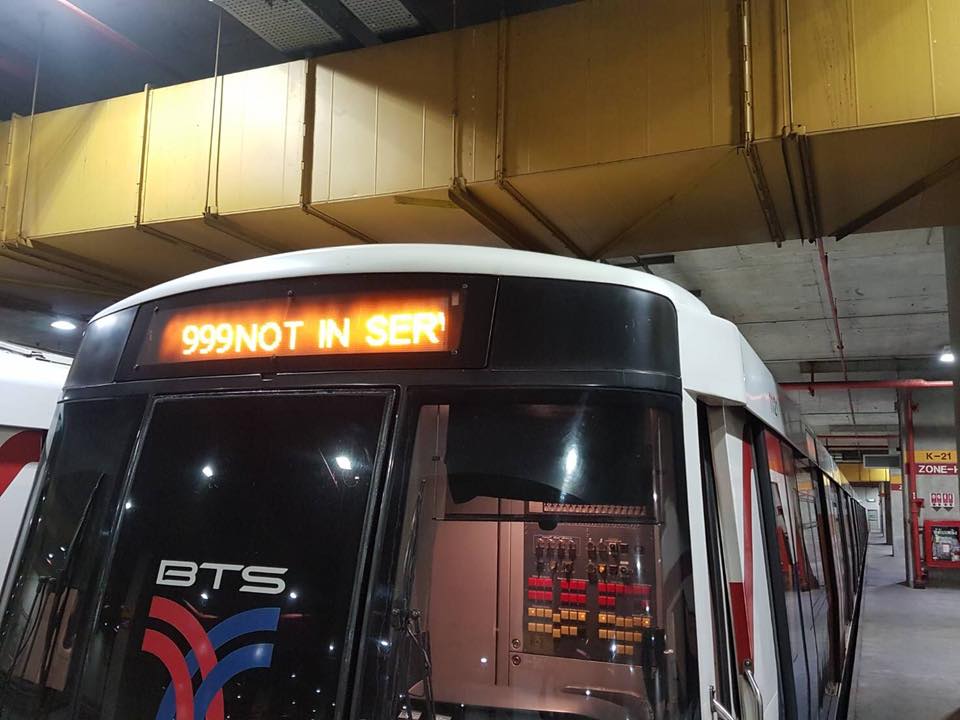 999NOT IN SER
BTS
K-21
ZONE-